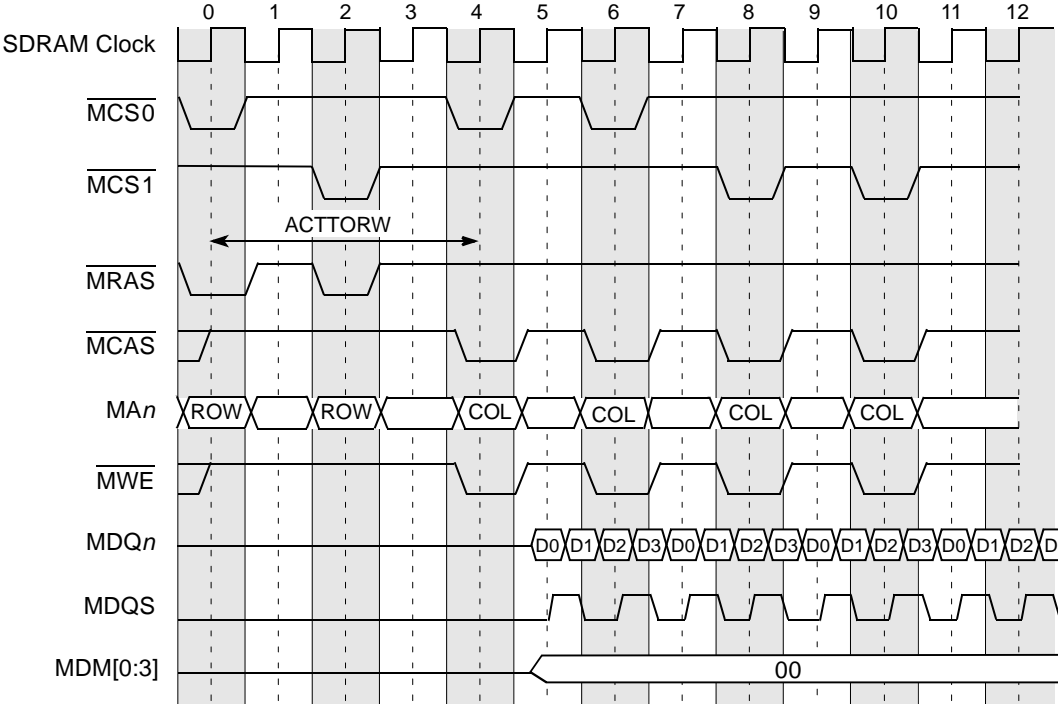 0 1 2 3 4 5 6 7 8 9 10 11 12
SDRAM Clock
MCS0
MCS1
ACTTORW
MRAS
MCAS
MAn ROW ROW COL COL COL COL
MWE
MDQn D0 D1 D2 D3 D0 D1 D2 D3 D0 D1 D2 D3 D0 D1 D2 D
MDQS
MDM[0:3] 00